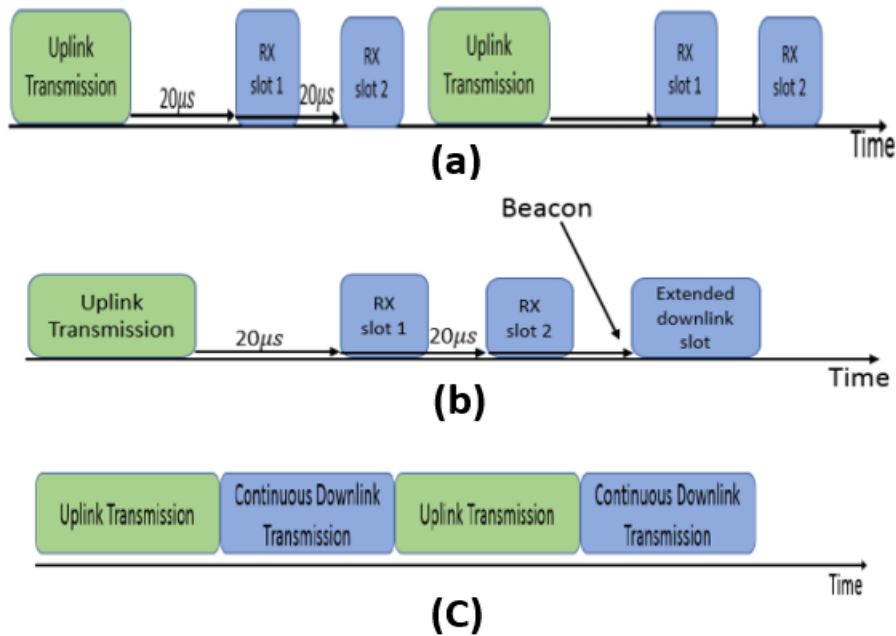 Uplink
Transmission
20μs
RX
slot 1
20μs
RX
slot 2
Uplink
Transmission
RX
slot 1
RX
slot 2
Time
(a)
Beacon
Uplink
Transmission
20μs
RX
slot 1
20μs
RX
slot 2
Extended
downlink
slot
Time
(b)
Uplink Transmission
Continuous Downlink
Transmission
Uplink Transmission
Continuous Downlink
Transmission
Time
(C)